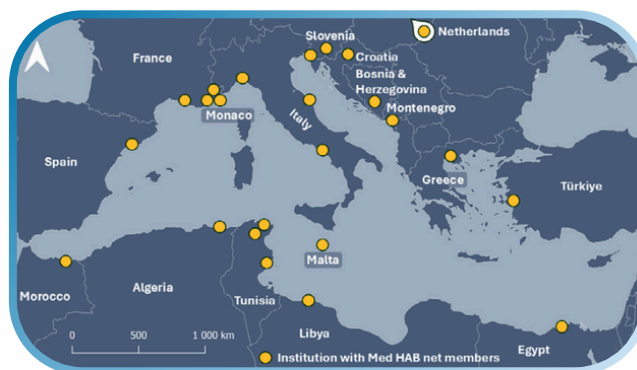 Slovenia
Netherlands
France
Croatia
Bosnia &
Herzegovina
Monaco
Italy
Montenegro
Spain
Greece
Türkiye
Malta
Morocco
Algeria
Tunisia
Libya
Egypt
0 500 1 000 km
Institution with Med HAB net members